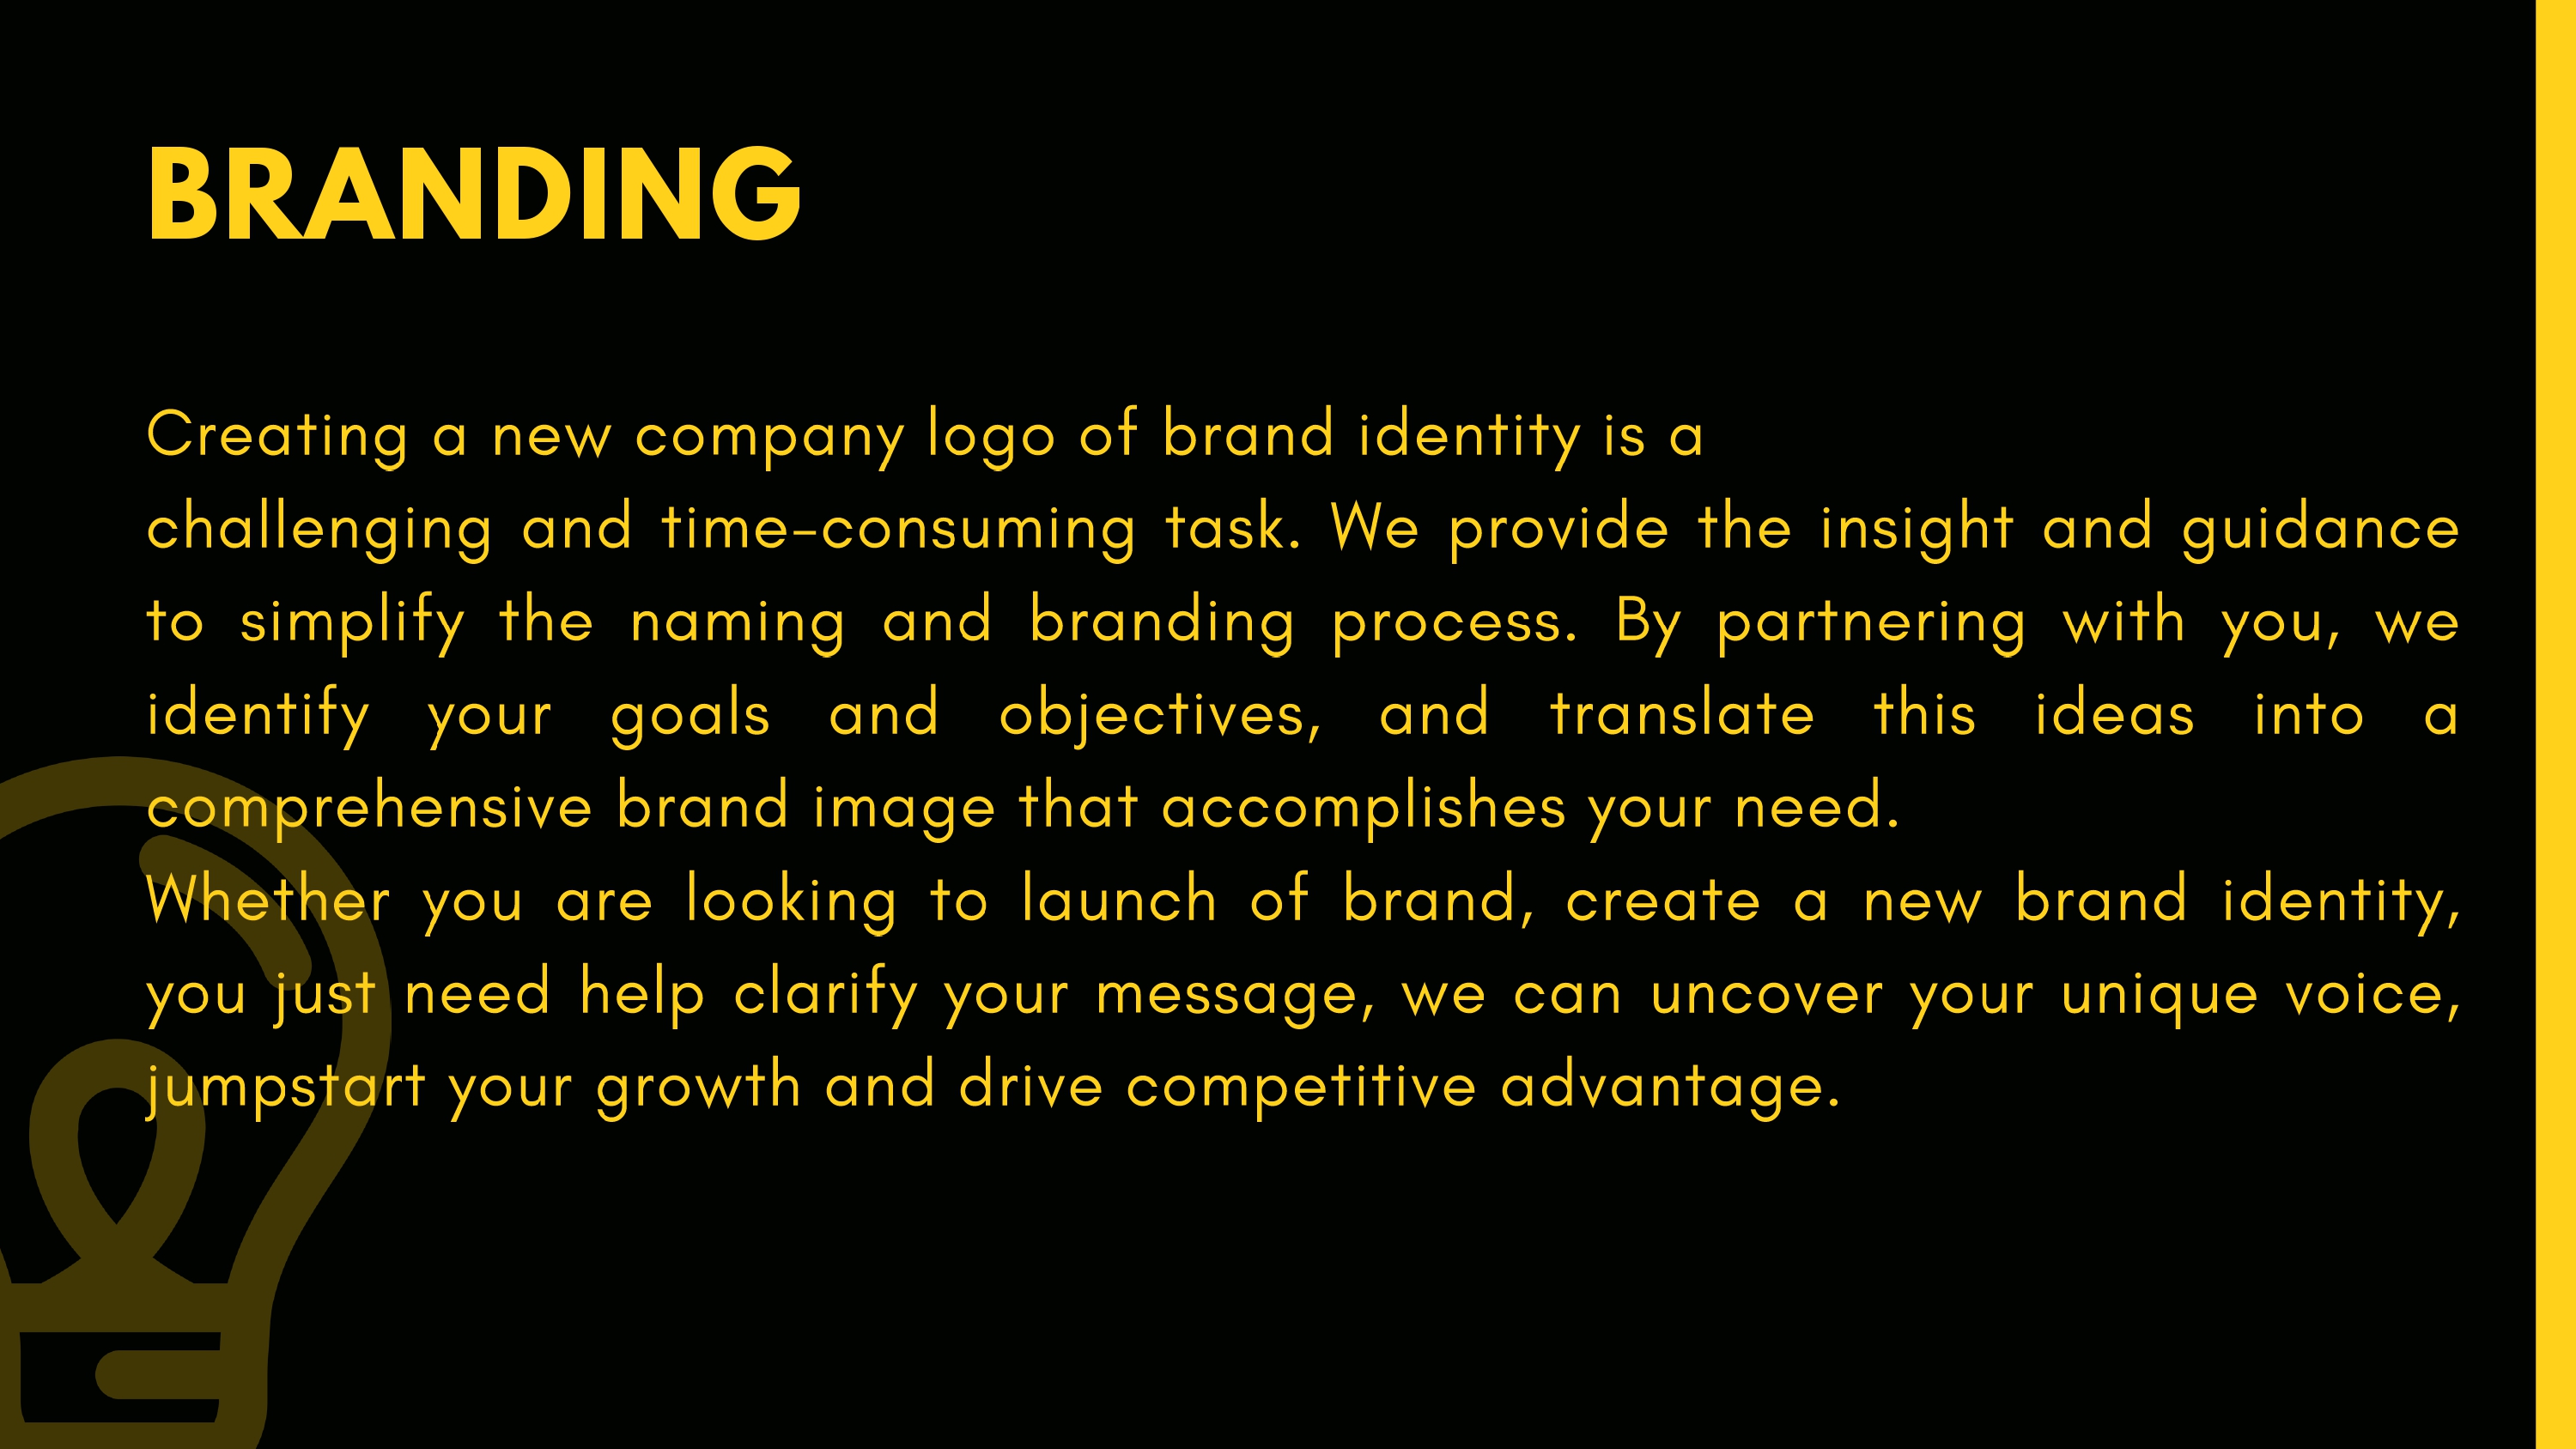 BRANDING
Creating a new company logo of brand identity is a
challenging and time-consuming task. We provide the insight and guidance
to simplify the naming and branding process. By partnering with you, we
identify your goals and objectives, and translate this ideas into a
comprehensive brand image that accomplishes your need.
Whether you are looking to launch of brand, create a new brand identity,
you just need help clarify your message, we can uncover your unique voice,
jumpstart your growth and drive competitive advantage.